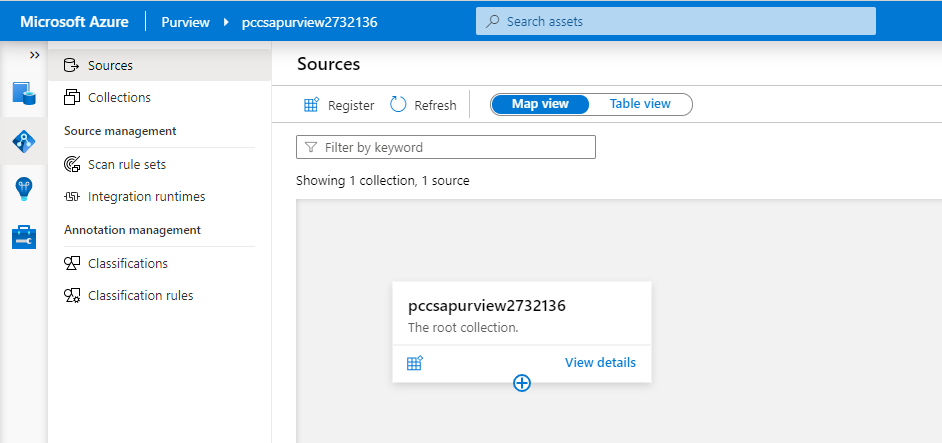 Microsoft Azure
Purview
pccsapurview2732136
Search assets
Sources
Collections
Source management
Scan rule sets
Integration runtimes
Annotation management
Classifications
Classification rules
Sources
Register
Refresh
Map view
Table view
Filter by keyword
Showing 1 collection, 1 source
pccsapurview2732136
The root collection.
View details